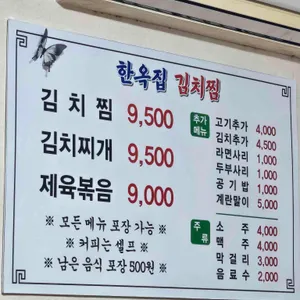 한옥집 김치찜
김치찜 9,500
김치찌개 9,500
제육볶음 9,000
※ 모든 메뉴 포장 가능 ※
※ 커피는 셀프 ※
※ 남은 음식 포장 500원 ※
추가메뉴
고기추가 4,000
김치추가 4,500
라면사리 1,000
두부사리 1,000
공기밥 1,000
계란말이 5,000
주류
소주 4,000
맥주 4,000
막걸리 3,000
음료수 2,000